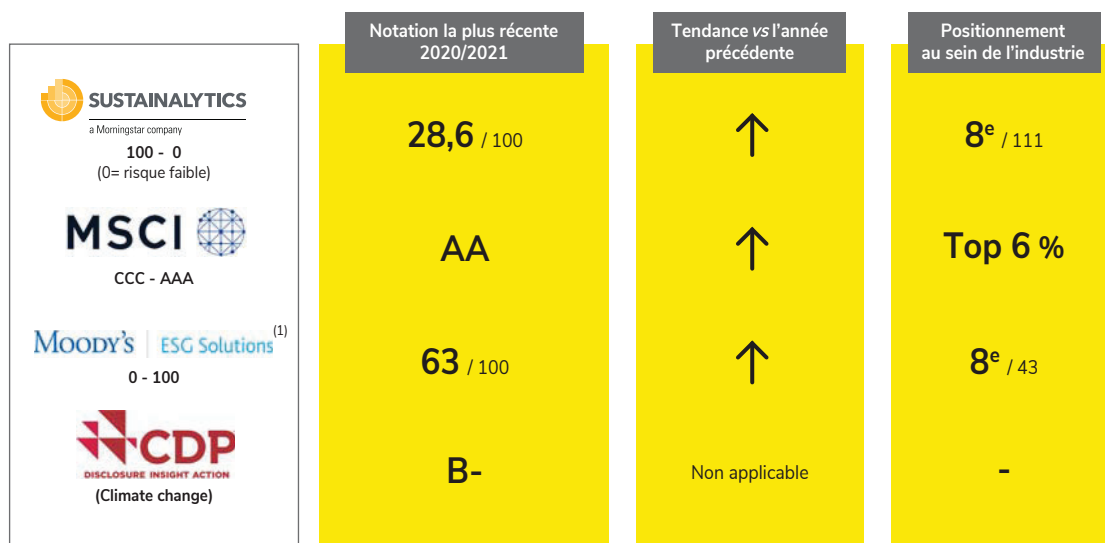 Notation la plus récente
2020/2021
Tendance vs l’année
précédente
Positionnement
au sein de l’industrie
SUSTAINALYTICS
a Morningstar company
100 - 0
(0= risque faible)
28,6 / 100
8e / 111
MSCI
CCC - AAA
AA
Top 6 %
MOODY’S | ESG Solutions(1)
0 - 100
63 / 100
8e / 43
CDP
DISCLOSURE INSIGHT ACTION
(Climate change)
B-
Non applicable
-